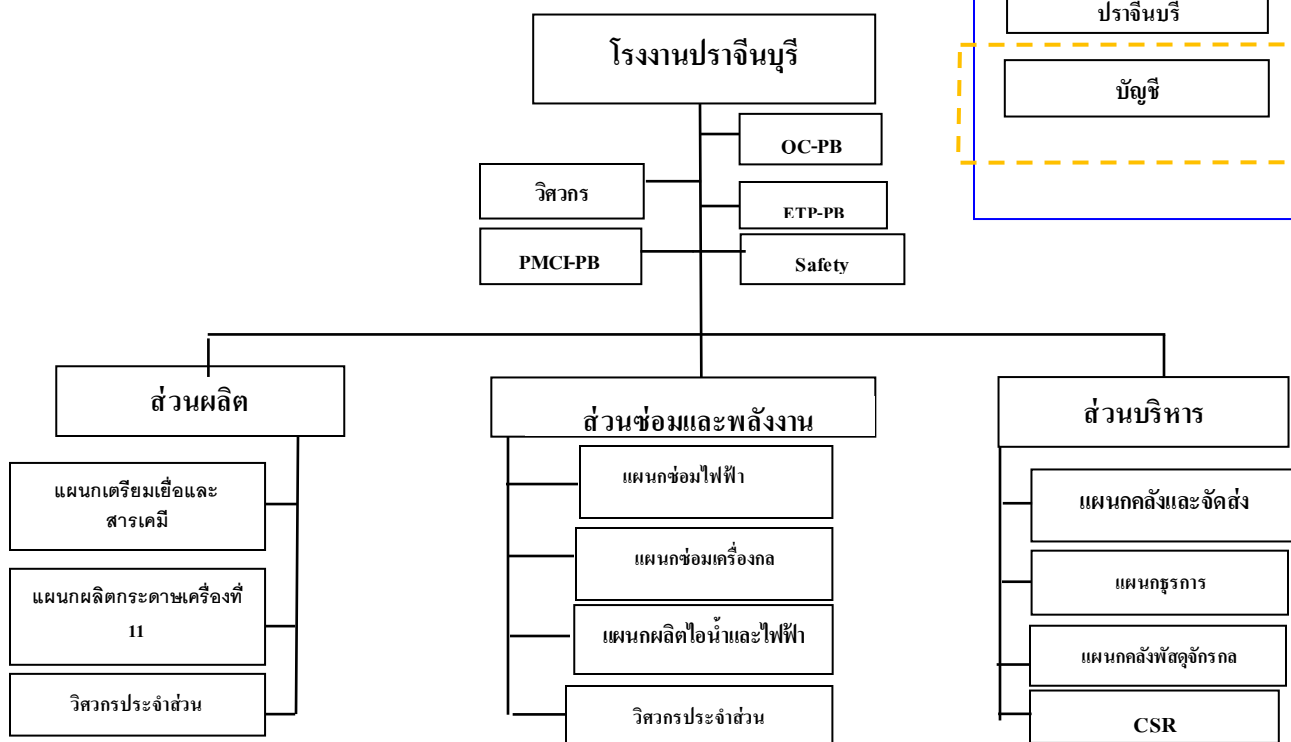 ปราจีนบุรี
โรงงานปราจีนบุรี
บัญชี
OC-PB
วิศวกร
ETP-PB
PMCI-PB
Safety
ส่วนผลิต
ส่วนซ่อมและพลังงาน
ส่วนบริหาร
แผนกเตรียมเยื่อและ
สารเคมี
แผนกผลิตกระดาษเครื่องที่
11
วิศวกรประจำส่วน
แผนกซ่อมไฟฟ้า
แผนกซ่อมเครื่องกล
แผนกผลิตไอน้ำและไฟฟ้า
วิศวกรประจำส่วน
แผนกคลังและจัดส่ง
แผนกธุรการ
แผนกคลังพัสดุจักรกล
CSR